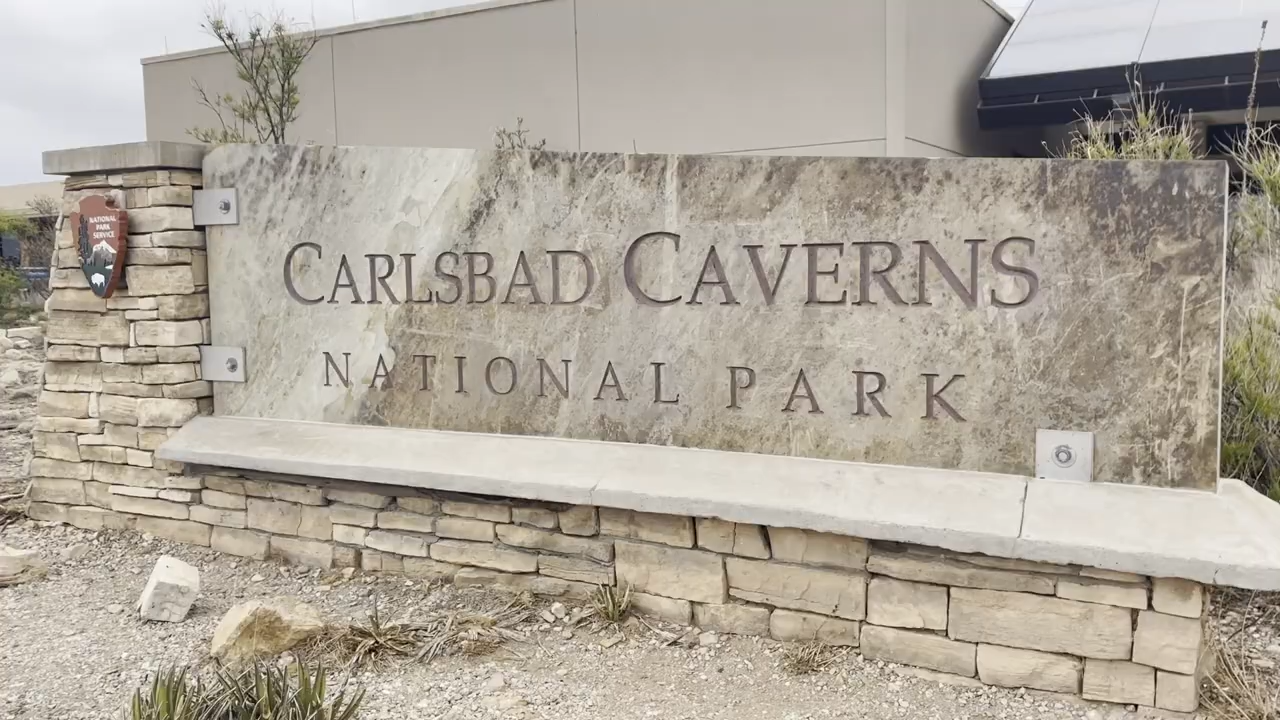 NATIONAL
PARK
SERVICE
CARLSBAD CAVERNS
NATIONAL PARK